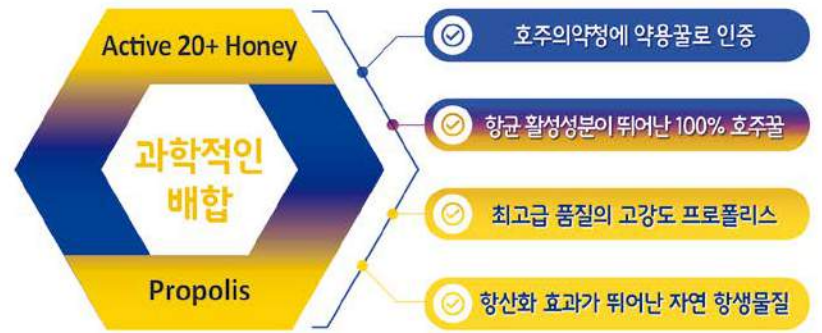 Active 20+ Honey
과학적인
배합
Propolis
호주의약청에 약용꿀로 인증
항균 활성성분이 뛰어난 100% 호주꿀
최고급 품질의 고강도 프로폴리스
항산화 효과가 뛰어난 자연 항생물질